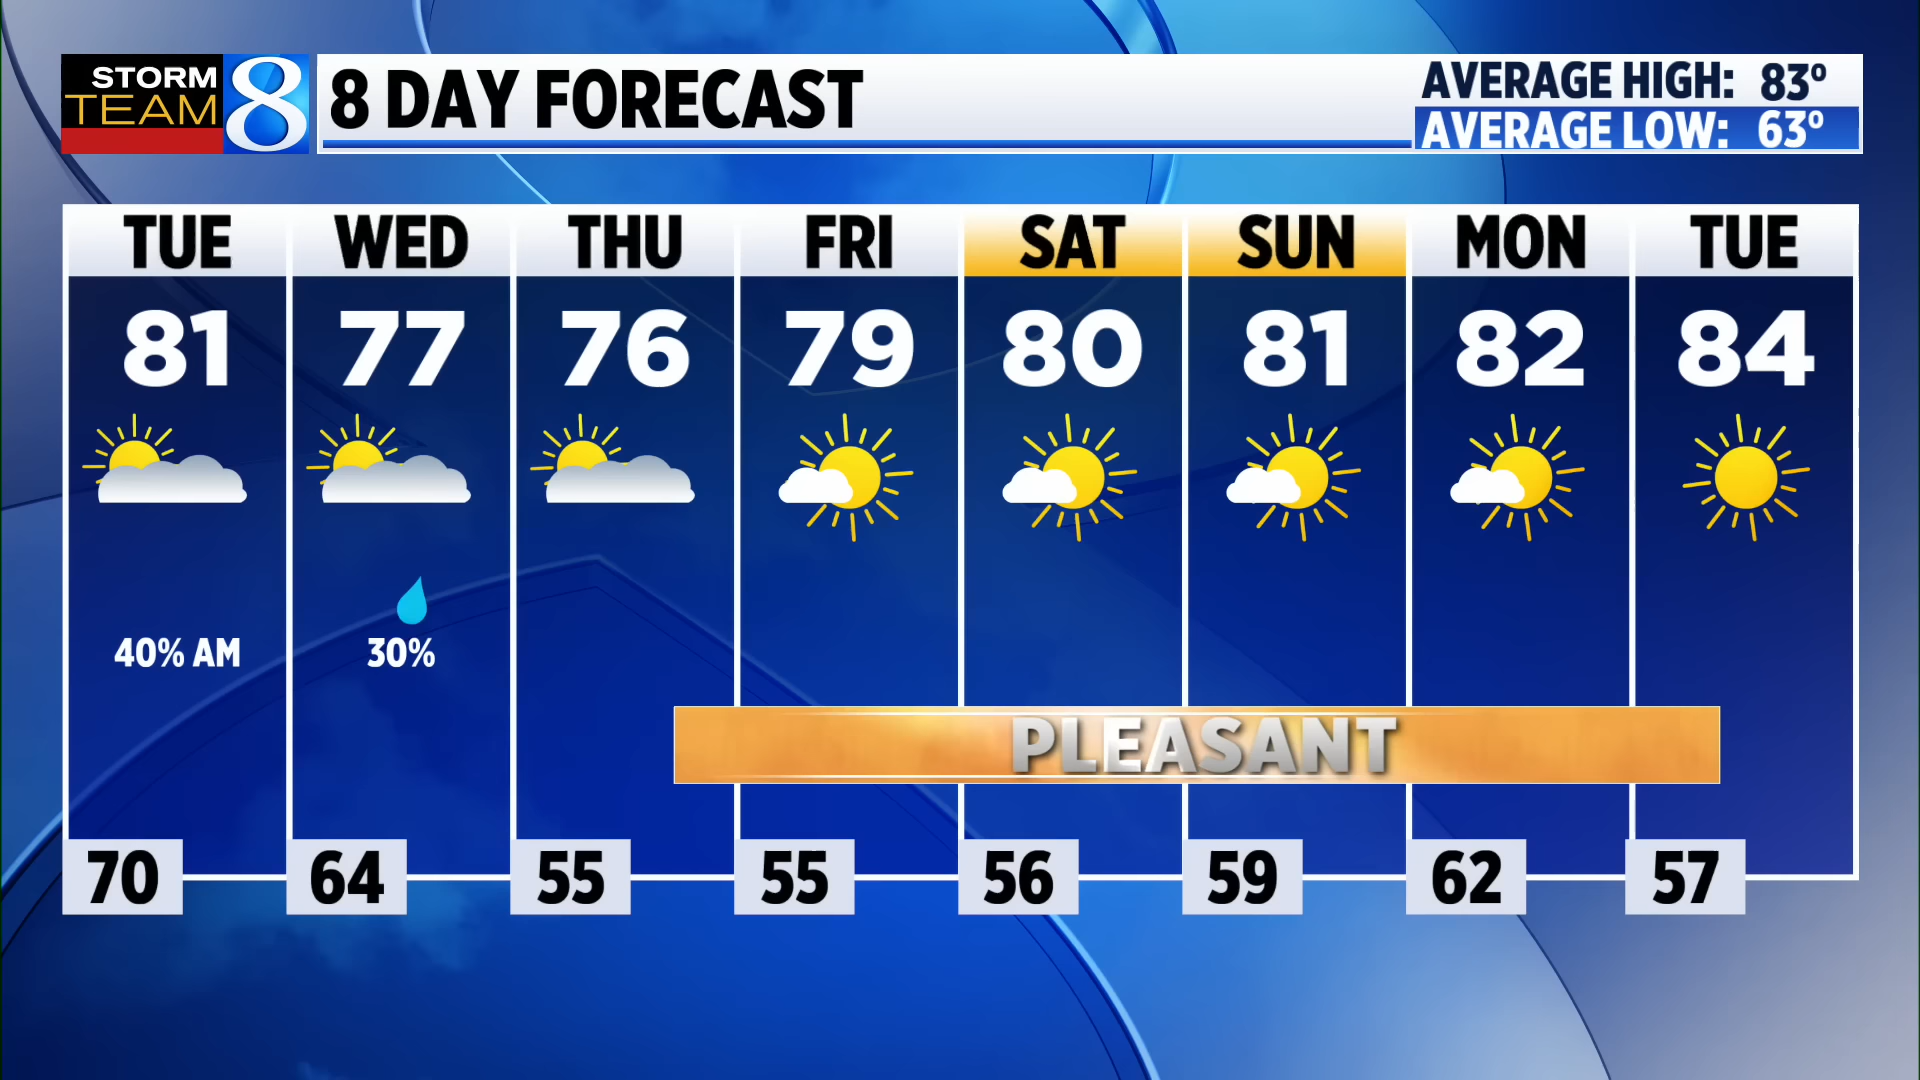 STORM
TEAM
8
8 DAY FORECAST
AVERAGE HIGH: 83°
AVERAGE LOW: 63°
TUE WED THU FRI SAT SUN MON TUE
81 77 76 79 80 81 82 84
40% AM 30%
PLEASANT
70 64 55 55 56 59 62 57